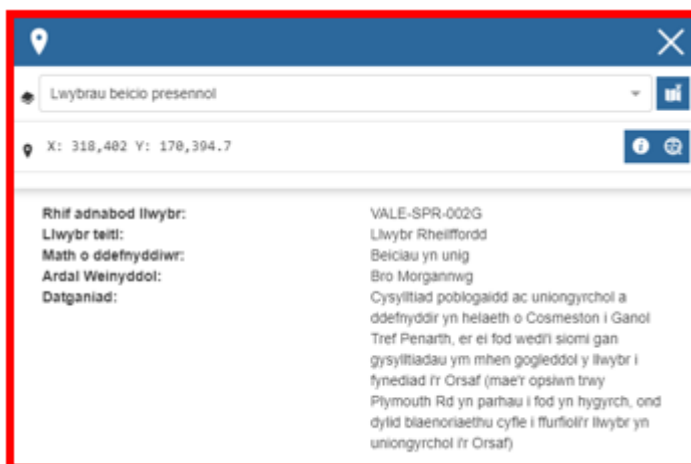 Lwybrau beicio presennol
X: 318,402 Y: 170,394.7
Rhif adnabod llwybr: VALE-SPR-002G
Llwybr teitl: Llwybr Rheilffordd
Math o ddefnyddiwr: Beiciau yn unig
Ardal Weinyddol: Bro Morgannwg
Datganiad: Cysylltiad poblogaidd ac uniongyrchol a
ddefnyddir yn helaeth o Cosmeston i Ganol
Tref Penarth, er ei fod wedi'i siomi gan
gysylltiadau ym mhen gogleddol y llwybr i
fynediad i'r Orsaf (mae'r opsiwn trwy
Plymouth Rd yn parhau i fod yn hygyrch, ond
dylid blaenoriaethu cyfle i ffurfioli'r llwybr yn
uniongyrchol i'r Orsaf)